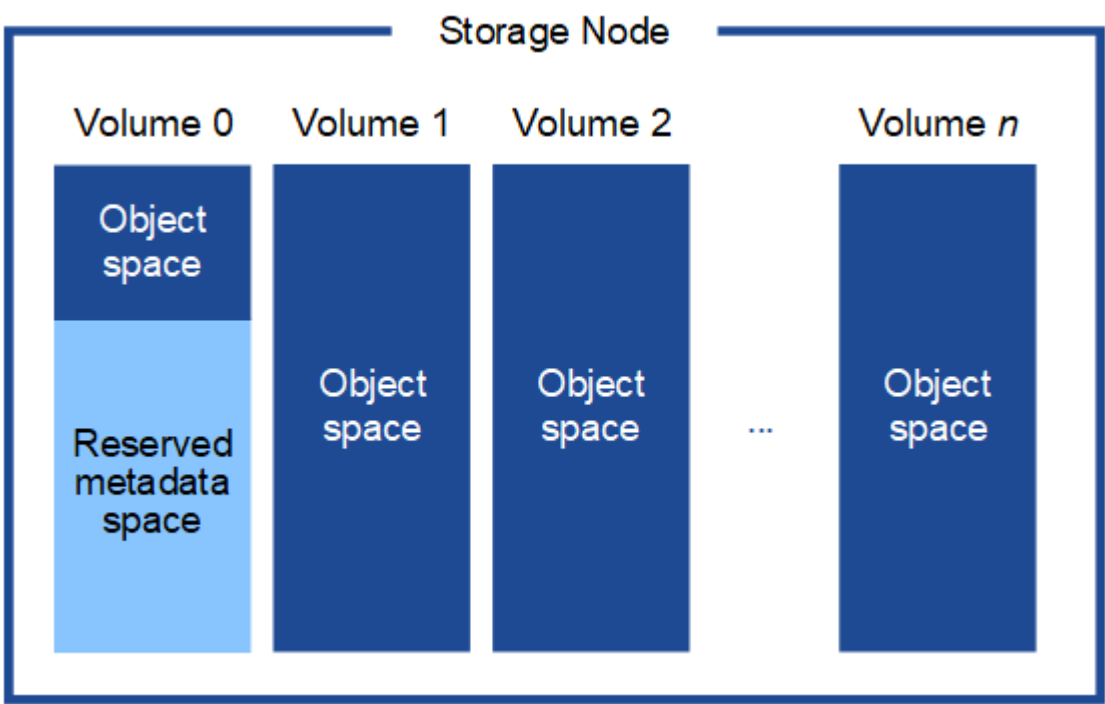 Storage Node
Volume 0
Volume 1
Volume 2
Volume n
Object
space
Reserved
metadata
space
Object
space
Object
space
...
Object
space